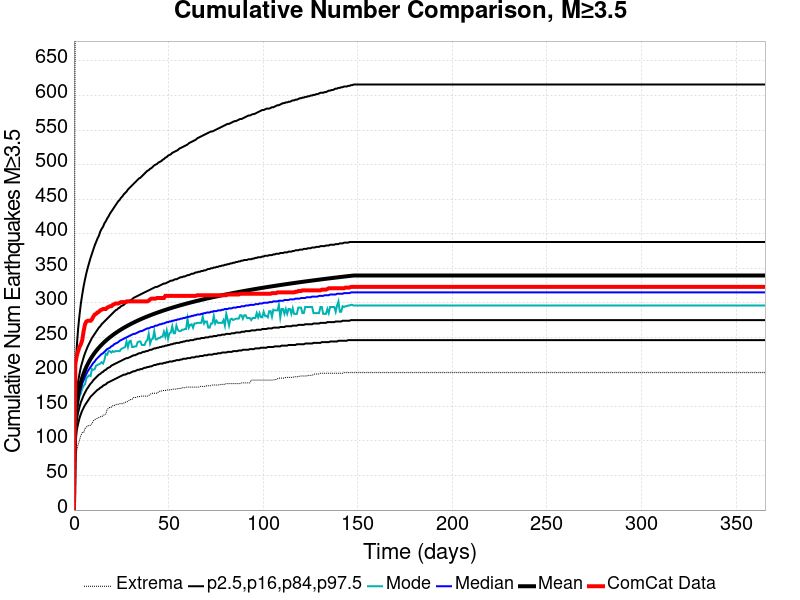 Cumulative Number Comparison, M≥3.5
Cumulative Num Earthquakes M≥3.5
650
600
550
500
450
400
350
300
250
200
150
100
50
0
0 50 100 150 200 250 300 350
Time (days)
Extrema p2.5,p16,p84,p97.5 Mode Median Mean ComCat Data